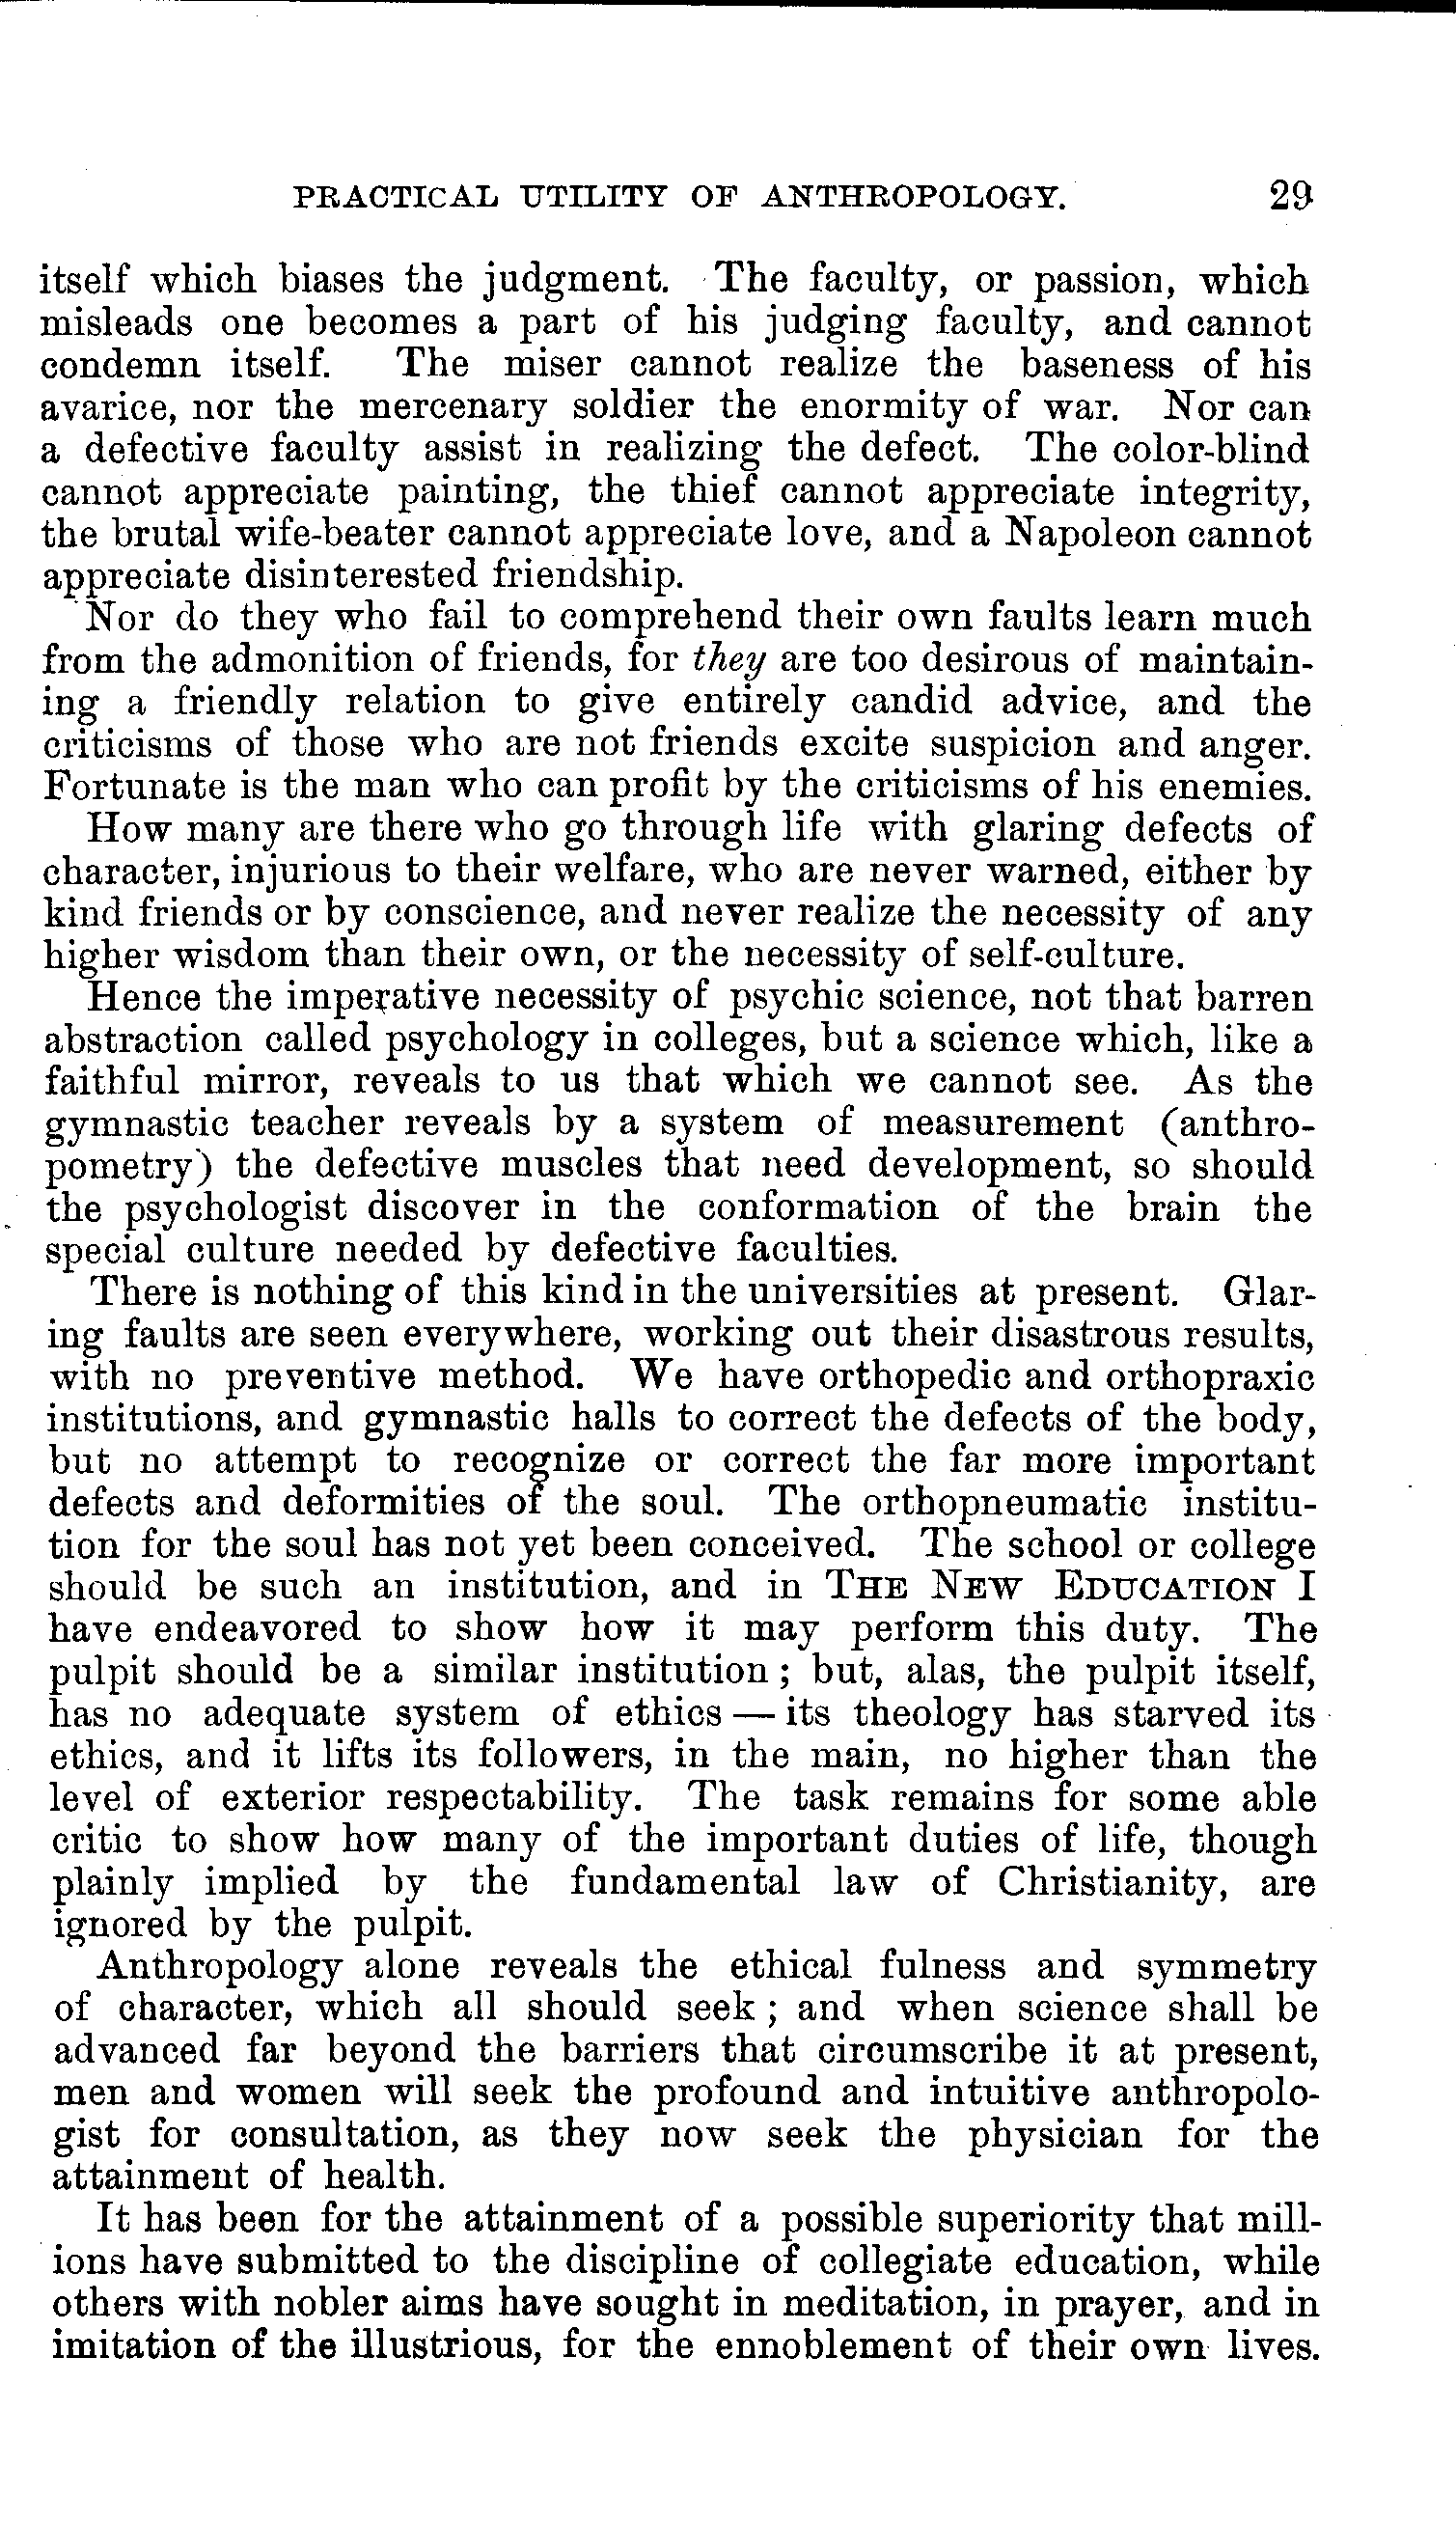 PRACTICAL UTILITY OF ANTHROPOLOGY. 29
itself which biases the judgment. The faculty, or passion, which
misleads one becomes a part of his judging faculty, and cannot
condemn itself. The miser cannot realize the baseness of his
avarice, nor the mercenary soldier the enormity of war. Nor can
a defective faculty assist in realizing the defect. The color-blind
cannot appreciate painting, the thief cannot appreciate integrity,
the brutal wife-beater cannot appreciate love, and a Napoleon cannot
appreciate disinterested friendship.
Nor do they who fail to comprehend their own faults learn much
from the admonition of friends, for they are too desirous of maintain-
ing a friendly relation to give entirely candid advice, and the
criticisms of those who are not friends excite suspicion and anger.
Fortunate is the man who can profit by the criticisms of his enemies.
How many are there who go through life with glaring defects of
character, injurious to their welfare, who are never warned, either by
kind friends or by conscience, and never realize the necessity of any
higher wisdom than their own, or the necessity of self-culture.
Hence the imperative necessity of psychic science, not that barren
abstraction called psychology in colleges, but a science which, like a
faithful mirror, reveals to us that which we cannot see. As the
gymnastic teacher reveals by a system of measurement (anthro-
pometry) the defective muscles that need development, so should
the psychologist discover in the conformation of the brain the
special culture needed by defective faculties.
There is nothing of this kind in the universities at present. Glar-
ing faults are seen everywhere, working out their disastrous results,
with no preventive method. We have orthopedic and orthopraxic
institutions, and gymnastic halls to correct the defects of the body,
but no attempt to recognize or correct the far more important
defects and deformities of the soul. The orthopneumatic institu-
tion for the soul has not yet been conceived. The school or college
should be such an institution, and in THE NEW EDUCATION I
have endeavored to show how it may perform this duty. The
pulpit should be a similar institution; but, alas, the pulpit itself,
has no adequate system of ethics — its theology has starved its
ethics, and it lifts its followers, in the main, no higher than the
level of exterior respectability. The task remains for some able
critic to show how many of the important duties of life, though
plainly implied by the fundamental law of Christianity, are
ignored by the pulpit.
Anthropology alone reveals the ethical fulness and symmetry
of character, which all should seek; and when science shall be
advanced far beyond the barriers that circumscribe it at present,
men and women will seek the profound and intuitive anthropolo-
gist for consultation, as they now seek the physician for the
attainment of health.
It has been for the attainment of a possible superiority that mill-
ions have submitted to the discipline of collegiate education, while
others with nobler aims have sought in meditation, in prayer, and in
imitation of the illustrious, for the ennoblement of their own lives.